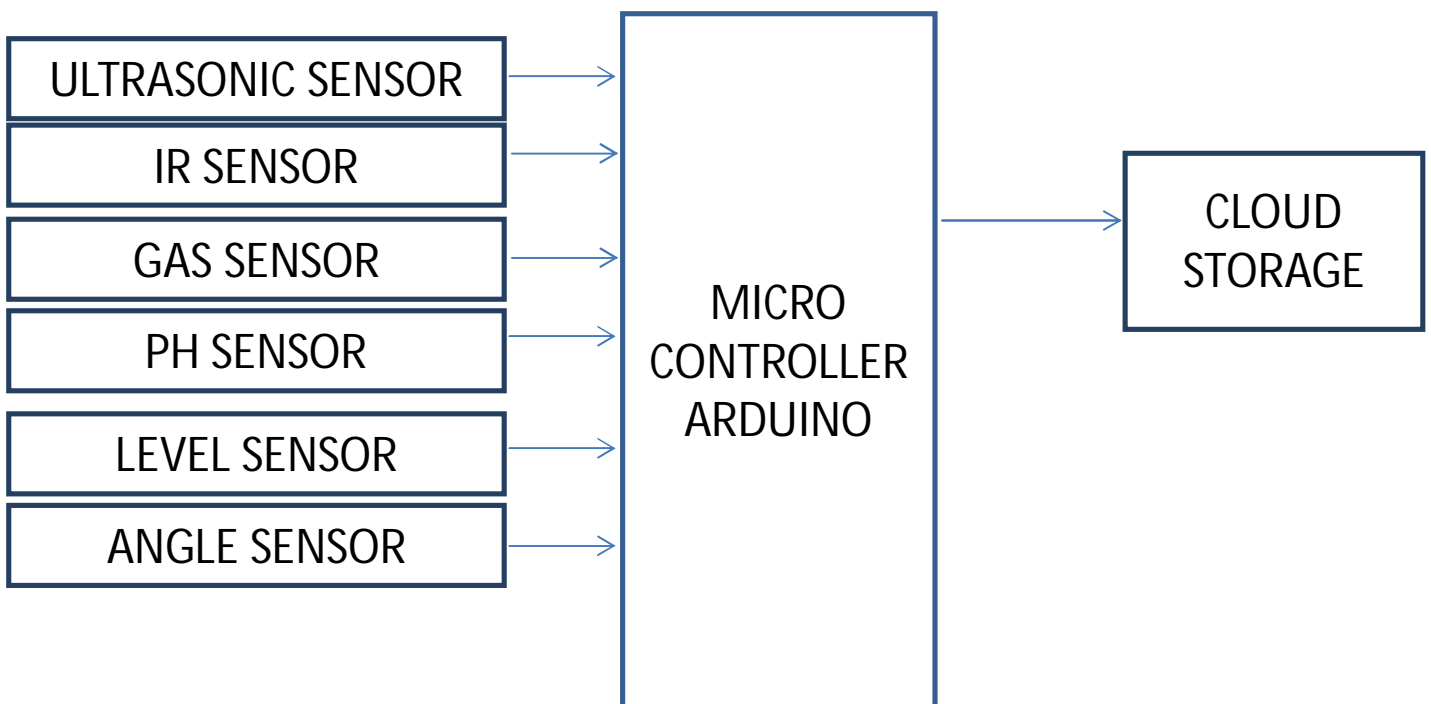 ULTRASONIC SENSOR
IR SENSOR
GAS SENSOR
PH SENSOR
LEVEL SENSOR
ANGLE SENSOR
MICRO
CONTROLLER
ARDUINO
CLOUD
STORAGE